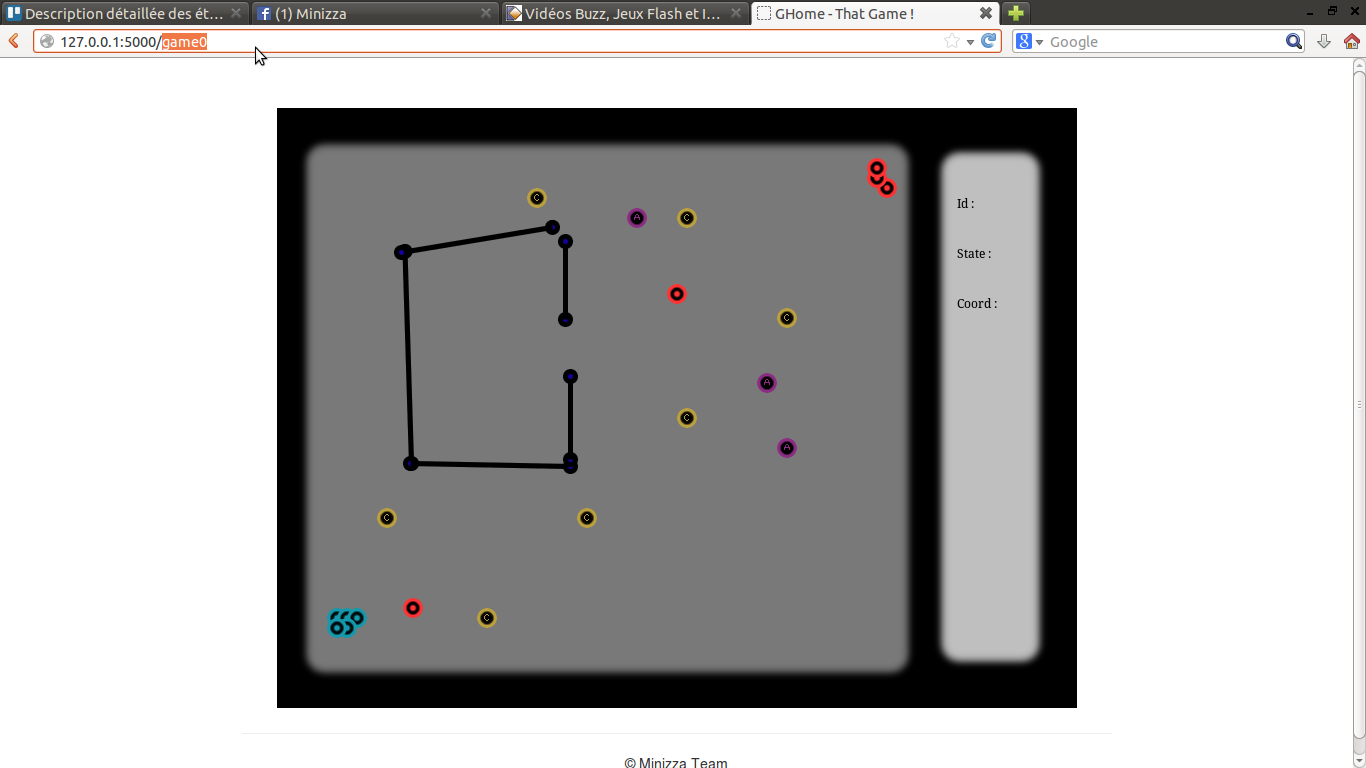 Description détaillée des ét...
(1) Minizza
Vidéos Buzz, Jeux Flash et I...
GHome - That Game !
127.0.0.1:5000/game0
Google
C
A
C
Id :
State :
Coord :
C
A
C
A
C
C
C
© Minizza Team